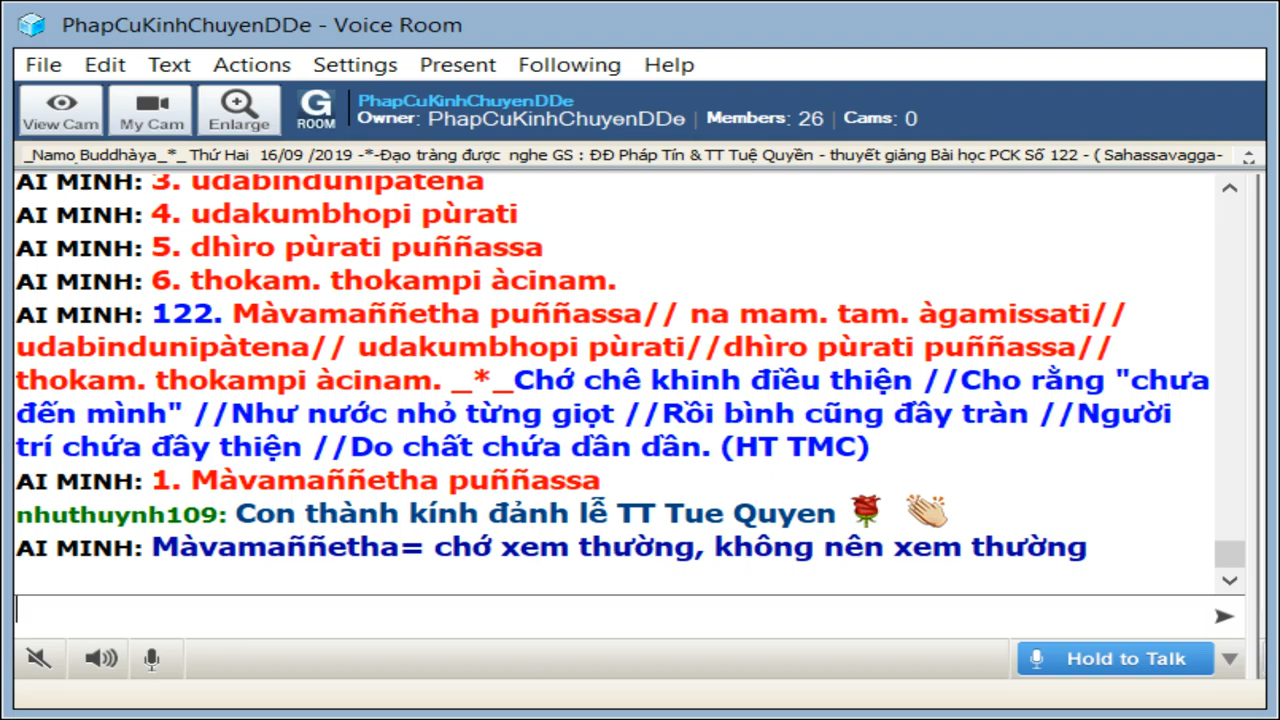 PhapCuKinhChuyenDDe - Voice Room
File Edit Text Actions Settings Present Following Help
View Cam My Cam Enlarge G ROOM PhapCuKinhChuyenDDe
Owner: PhapCuKinhChuyenDDe | Members: 26 | Cams: 0
_Namo Buddhàya_*_ Thứ Hai 16/09 /2019 -*-Đạo tràng được nghe GS : ĐĐ Pháp Tín & TT Tuệ Quyền - thuyết giảng Bài học PCK Số 122 - ( Sahassavagga-
AI MINH: 3. udabindunipàtena
AI MINH: 4. udakumbhopi pùrati
AI MINH: 5. dhìro pùrati puññassa
AI MINH: 6. thokam. thokampi àcinam.
AI MINH: 122. Màvamaññetha puññassa// na mam. tam. àgamissati//
udabindunipàtena// udakumbhopi pùrati//dhìro pùrati puññassa//
thokam. thokampi àcinam. _*_Chớ chê khinh điều thiện //Cho rằng "chưa
đến mình" //Như nước nhỏ từng giọt //Rồi bình cũng đầy tràn //Người
trí chứa đầy thiện //Do chất chứa dần dần. (HT TMC)
AI MINH: 1. Màvamaññetha puññassa
nhuthuynh109: Con thành kính đảnh lễ TT Tue Quyen
AI MINH: Màvamaññetha= chớ xem thường, không nên xem thường
Hold to Talk